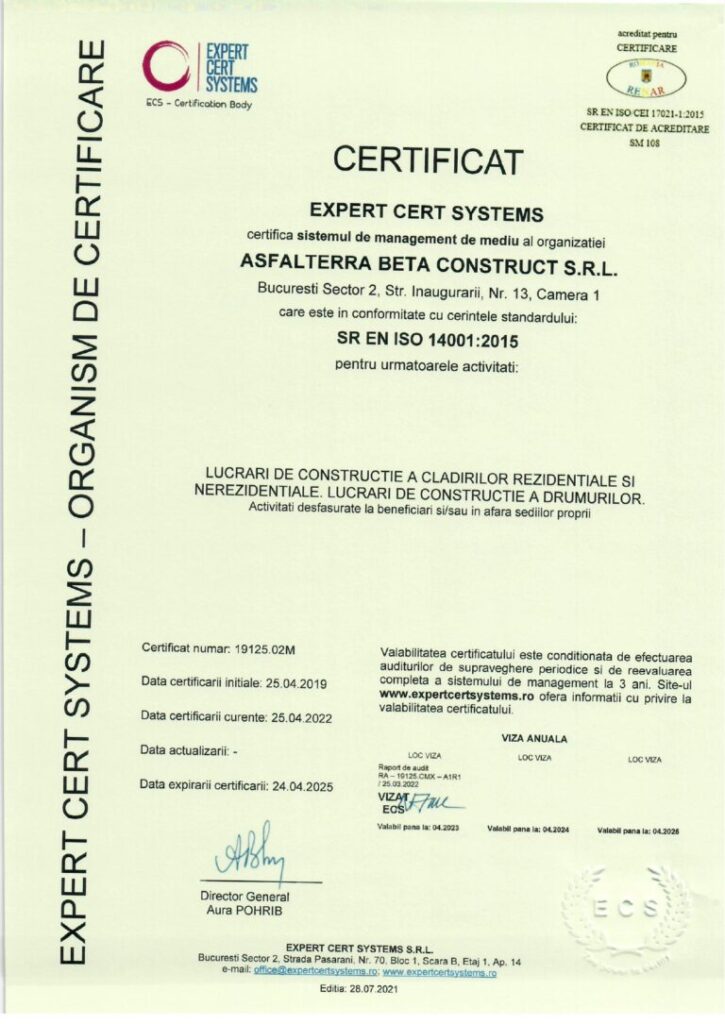 EXPERT CERT SYSTEMS – ORGANISM DE CERTIFICARE
EXPERT
CERT
SYSTEMS
ECS - Certification Body
acreditat pentru
CERTIFICARE
ROMANIA
RENAR
SR EN ISO/CEI 17021-1:2015
CERTIFICAT DE ACREDITARE
SM 108
CERTIFICAT
EXPERT CERT SYSTEMS
certifica sistemul de management de mediu al organizatiei
ASFALTERRA BETA CONSTRUCT S.R.L.
Bucuresti Sector 2, Str. Inaugurarii, Nr. 13, Camera 1
care este in conformitate cu cerintele standardului:
SR EN ISO 14001:2015
pentru urmatoarele activitati:
LUCRARI DE CONSTRUCTIE A CLADIRILOR REZIDENTIALE SI
NEREZIDENTIALE. LUCRARI DE CONSTRUCTIE A DRUMURILOR.
Activitati desfasurate la beneficiari si/sau in afara sediilor proprii
Certificat numar: 19125.02M
Data certificarii initiale: 25.04.2019
Data certificarii curente: 25.04.2022
Data actualizarii: -
Data expirarii certificarii: 24.04.2025
Valabilitatea certificatului este conditionata de efectuarea
auditurilor de supraveghere periodice si de reevaluarea
completa a sistemului de management la 3 ani. Site-ul
www.expertcertsystems.ro ofera informatii cu privire la
valabilitatea certificatului.
VIZA ANUALA
LOC VIZA LOC VIZA LOC VIZA
Raport de audit
RA – 19125.CMX – A1R1
/ 25.03.2022
VIZAT
ECS
Valabil pana la: 04.2023 Valabil pana la: 04.2024 Valabil pana la: 04.2025
Director General
Aura POHRIB
ECS
EXPERT CERT SYSTEMS S.R.L.
Bucuresti Sector 2, Strada Pasarani, Nr. 70, Bloc 1, Scara B, Etaj 1, Ap. 14
e-mail: office@expertcertsystems.ro; www.expertcertsystems.ro
Editia: 28.07.2021